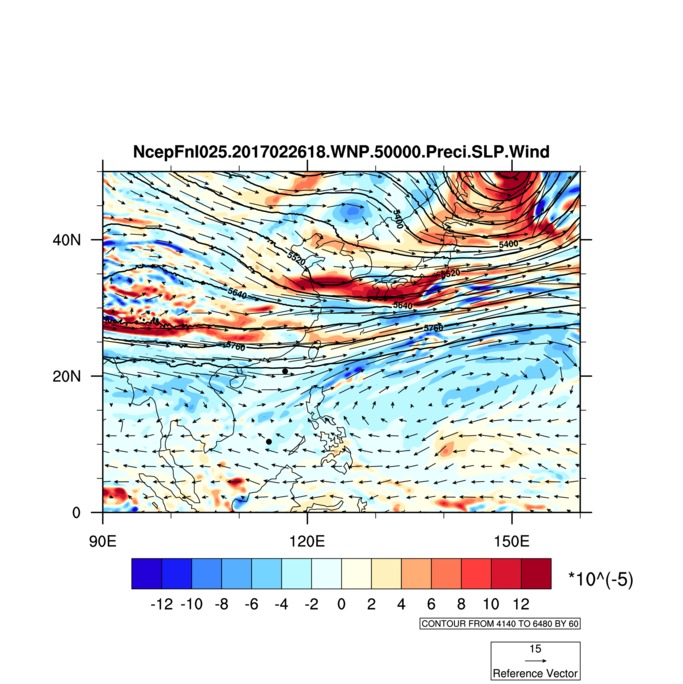 NcepFnl025.2017022618.WNP.50000.Preci.SLP.Wind
40N
20N
0
5400
5400
5520
5520
5640
5640
5760
5760
90E 120E 150E
-12 -10 -8 -6 -4 -2 0 2 4 6 8 10 12
*10^(-5)
CONTOUR FROM 4140 TO 6480 BY 60
15
Reference Vector